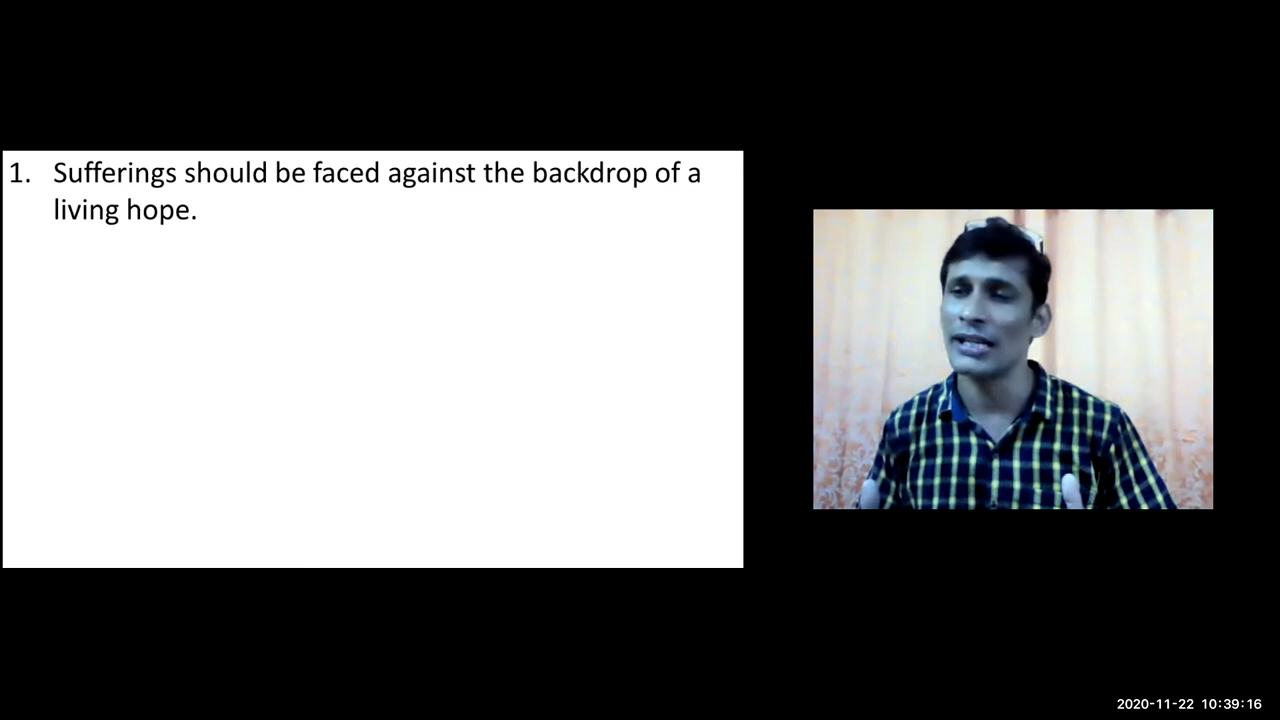 1. Sufferings should be faced against the backdrop of a
living hope.
2020-11-22 10:39:16